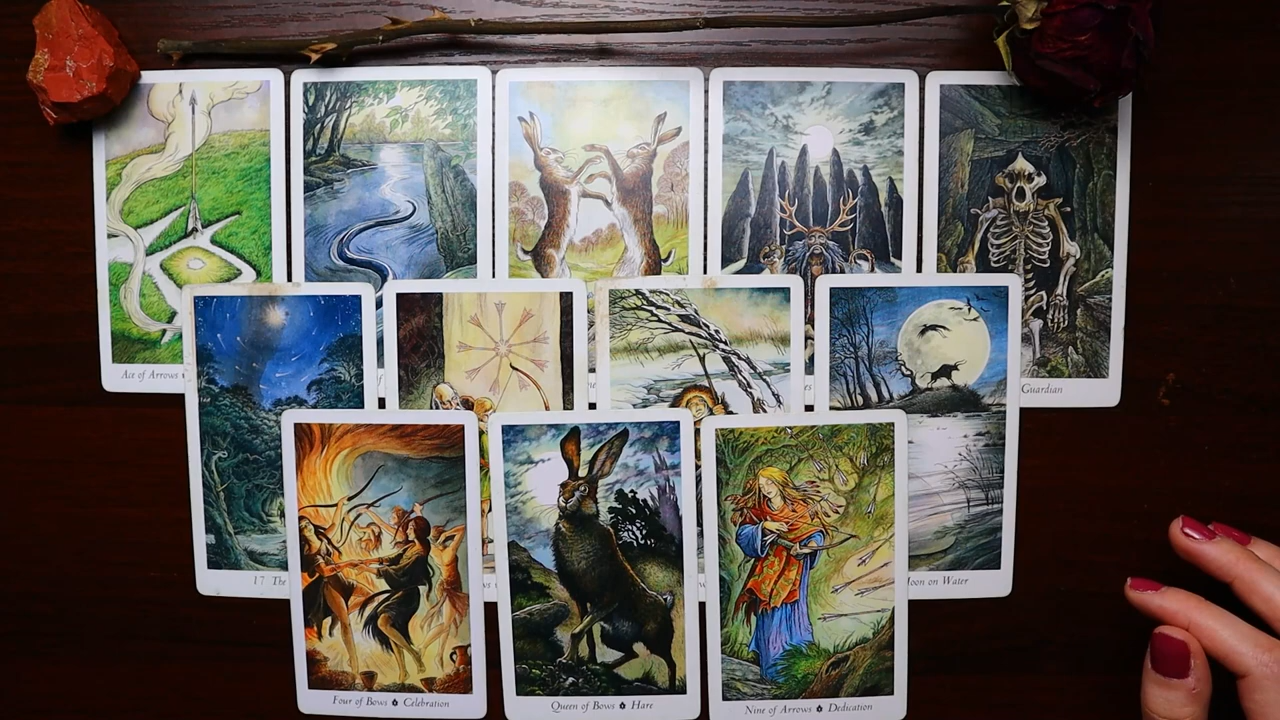 Ace of Arrows
Guardian
17 The
Moon on Water
Four of Bows Celebration
Queen of Bows Hare
Nine of Arrows Dedication